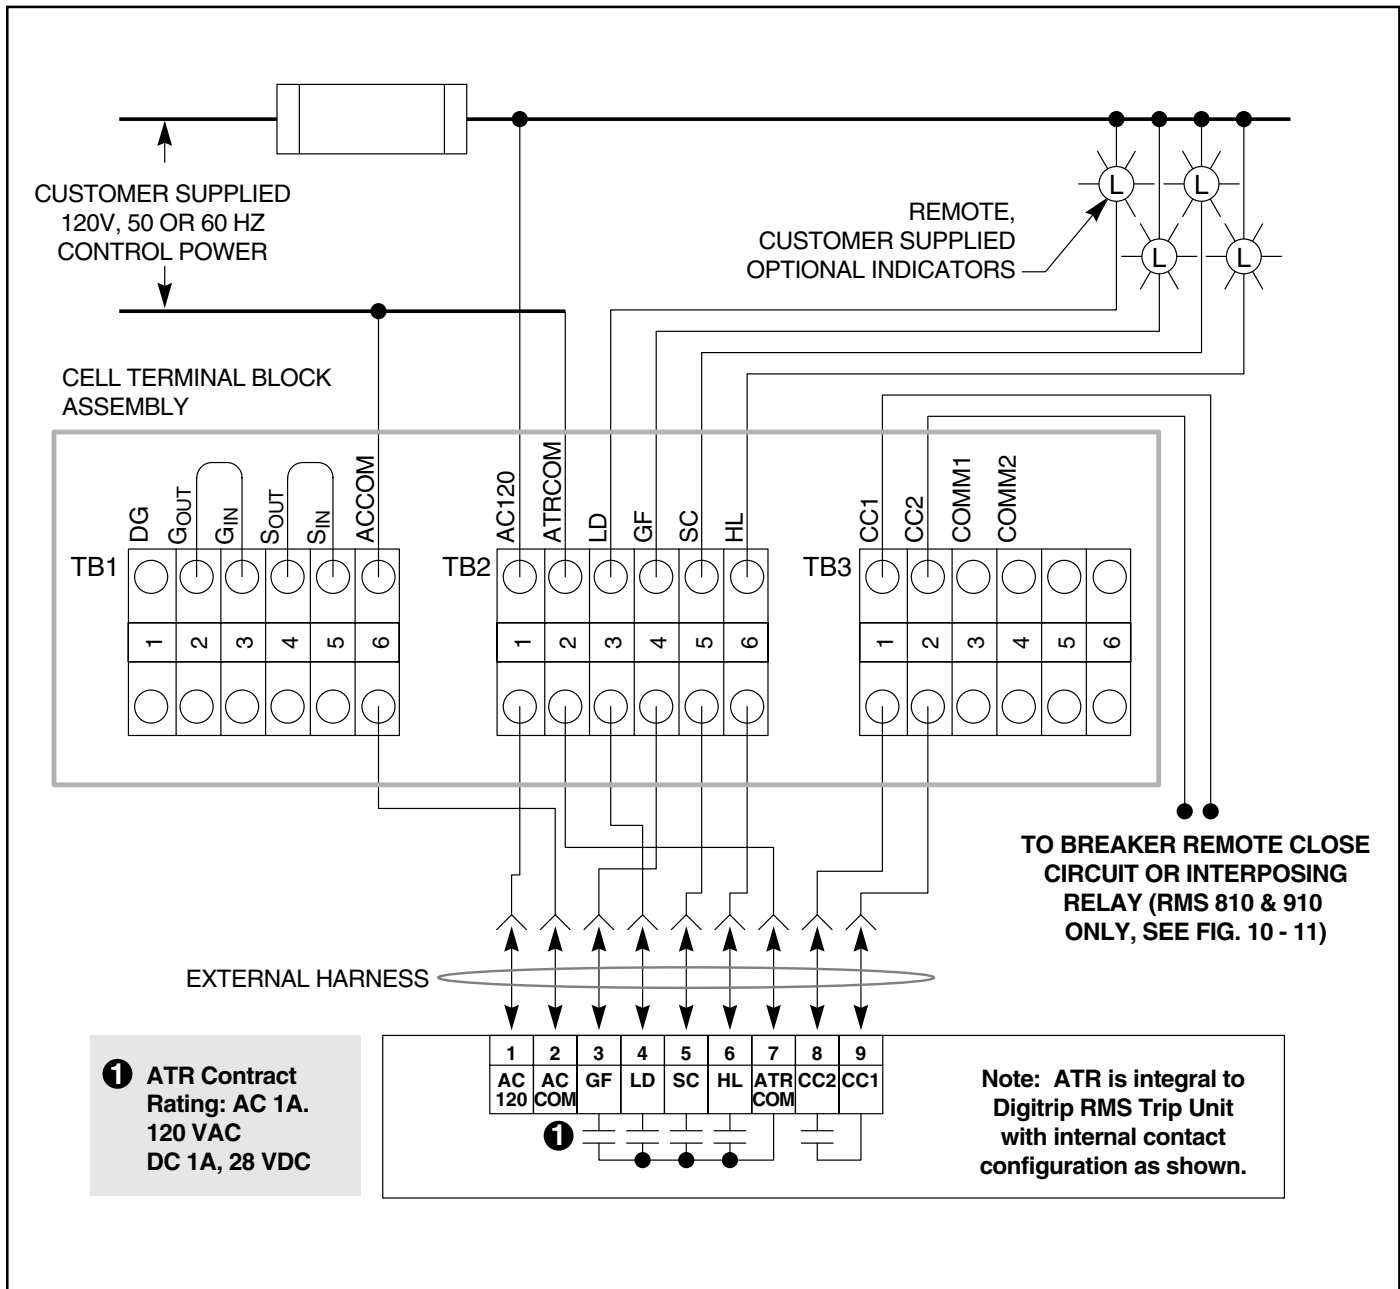 CUSTOMER SUPPLIED
120V, 50 OR 60 HZ
CONTROL POWER
REMOTE,
CUSTOMER SUPPLIED
OPTIONAL INDICATORS
L
L
L
L
CELL TERMINAL BLOCK
ASSEMBLY
TB1
DG
GOUT
GIN
SOUT
SIN
ACCOM
1 2 3 4 5 6
TB2
AC120
ATRCOM
LD
GF
SC
HL
1 2 3 4 5 6
TB3
CC1
CC2
COMM1
COMM2
1 2 3 4 5 6
TO BREAKER REMOTE CLOSE
CIRCUIT OR INTERPOSING
RELAY (RMS 810 & 910
ONLY, SEE FIG. 10 - 11)
EXTERNAL HARNESS
❶ ATR Contract
Rating: AC 1A.
120 VAC
DC 1A, 28 VDC
1 2 3 4 5 6 7 8 9
AC 120
AC COM
GF
LD
SC
HL
ATR COM
CC2
CC1
❶
Note: ATR is integral to
Digitrip RMS Trip Unit
with internal contact
configuration as shown.